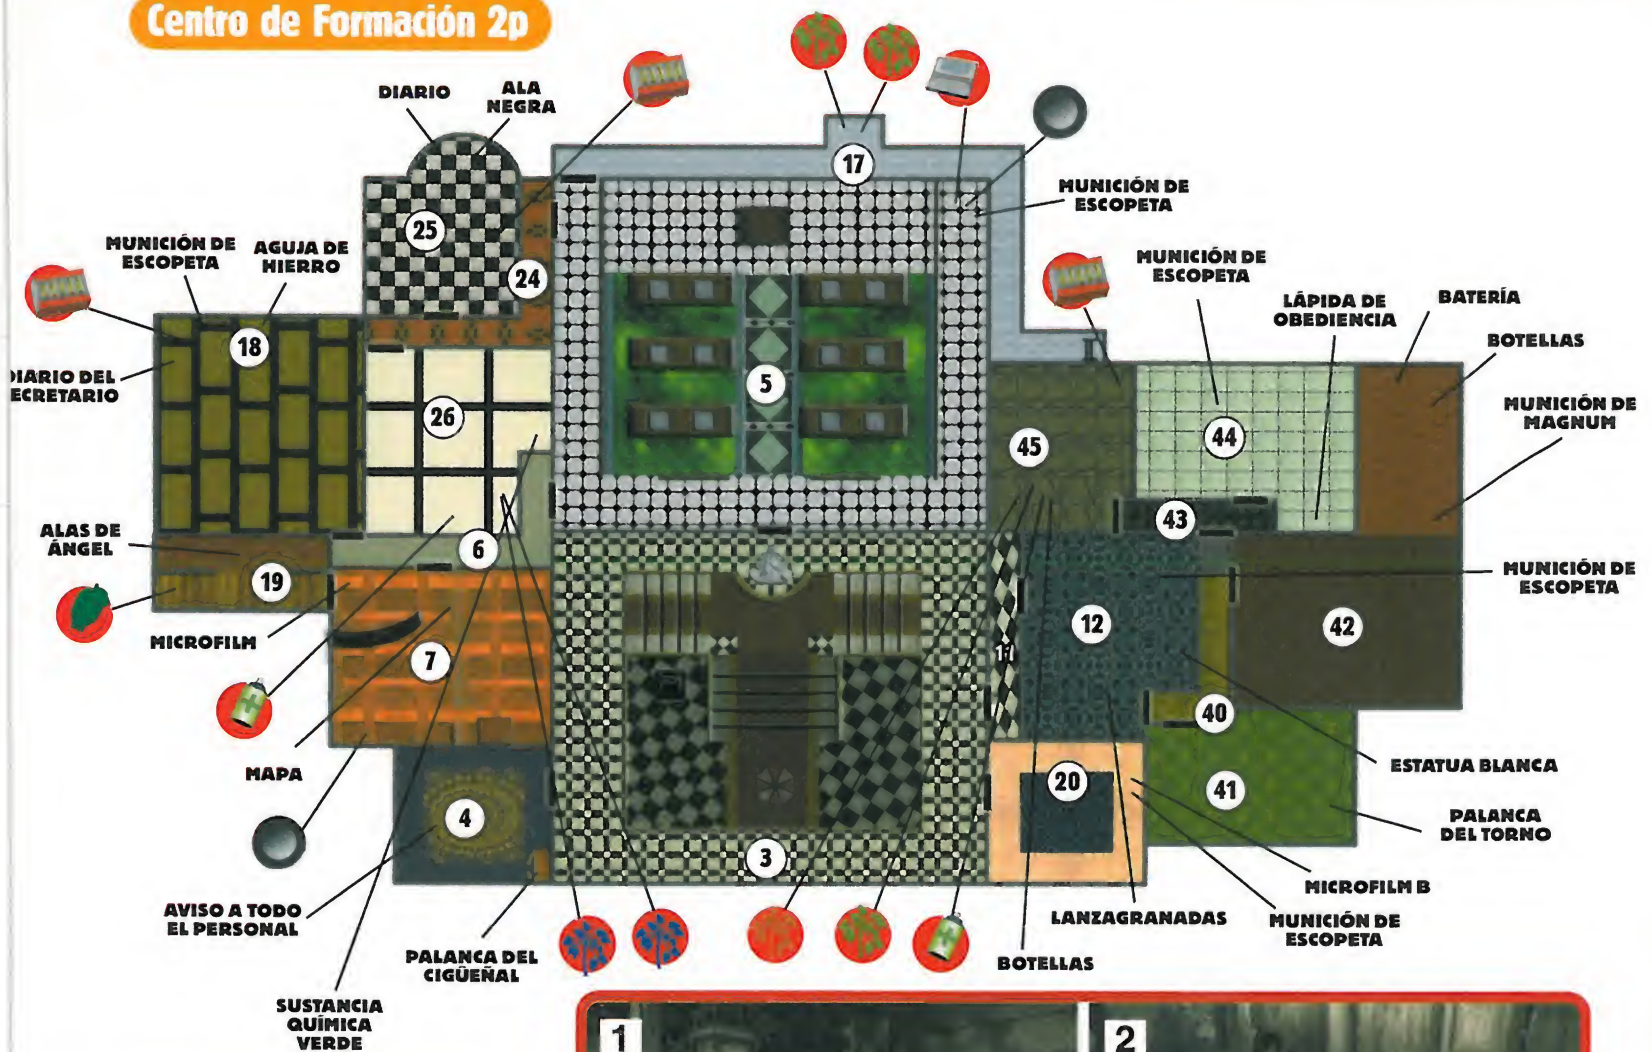 Centro de Formación 2p
DIARIO
ALA
NEGRA
17
MUNICIÓN DE
ESCOPETA
25
MUNICIÓN DE
ESCOPETA
AGUJA DE
HIERRO
24
MUNICIÓN DE
ESCOPETA
LÁPIDA DE
OBEDIENCIA
BATERÍA
BOTELLAS
18
IARIO DEL
ECRETARIO
5
26
45
44
MUNICIÓN DE
MAGNUM
43
ALAS DE
ÁNGEL
6
19
MUNICIÓN DE
ESCOPETA
MICROFILM
7
11
12
42
40
MAPA
ESTATUA BLANCA
4
20
41
PALANCA
DEL TORNO
3
MICROFILM B
AVISO A TODO
EL PERSONAL
LANZAGRANADAS
MUNICIÓN DE
ESCOPETA
PALANCA DEL
CIGÜEÑAL
BOTELLAS
SUSTANCIA
QUÍMICA
VERDE
1
2